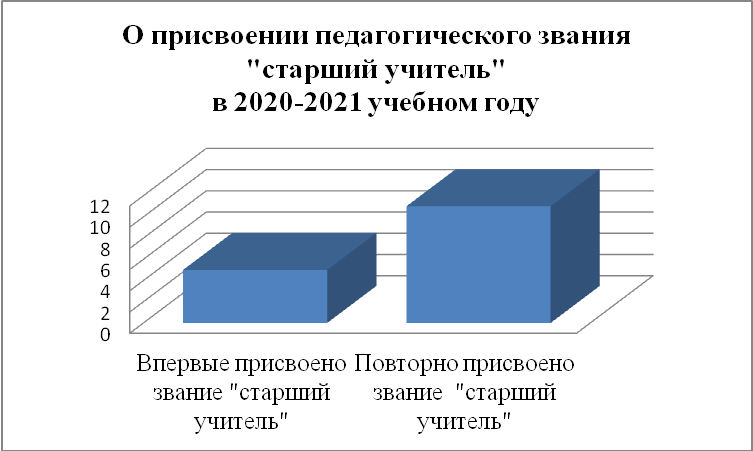 О присвоении педагогического звания
"старший учитель"
в 2020-2021 учебном году
12
10
8
6
4
2
0
Впервые присвоено
звание "старший
учитель"
Повторно присвоено
звание "старший
учитель"